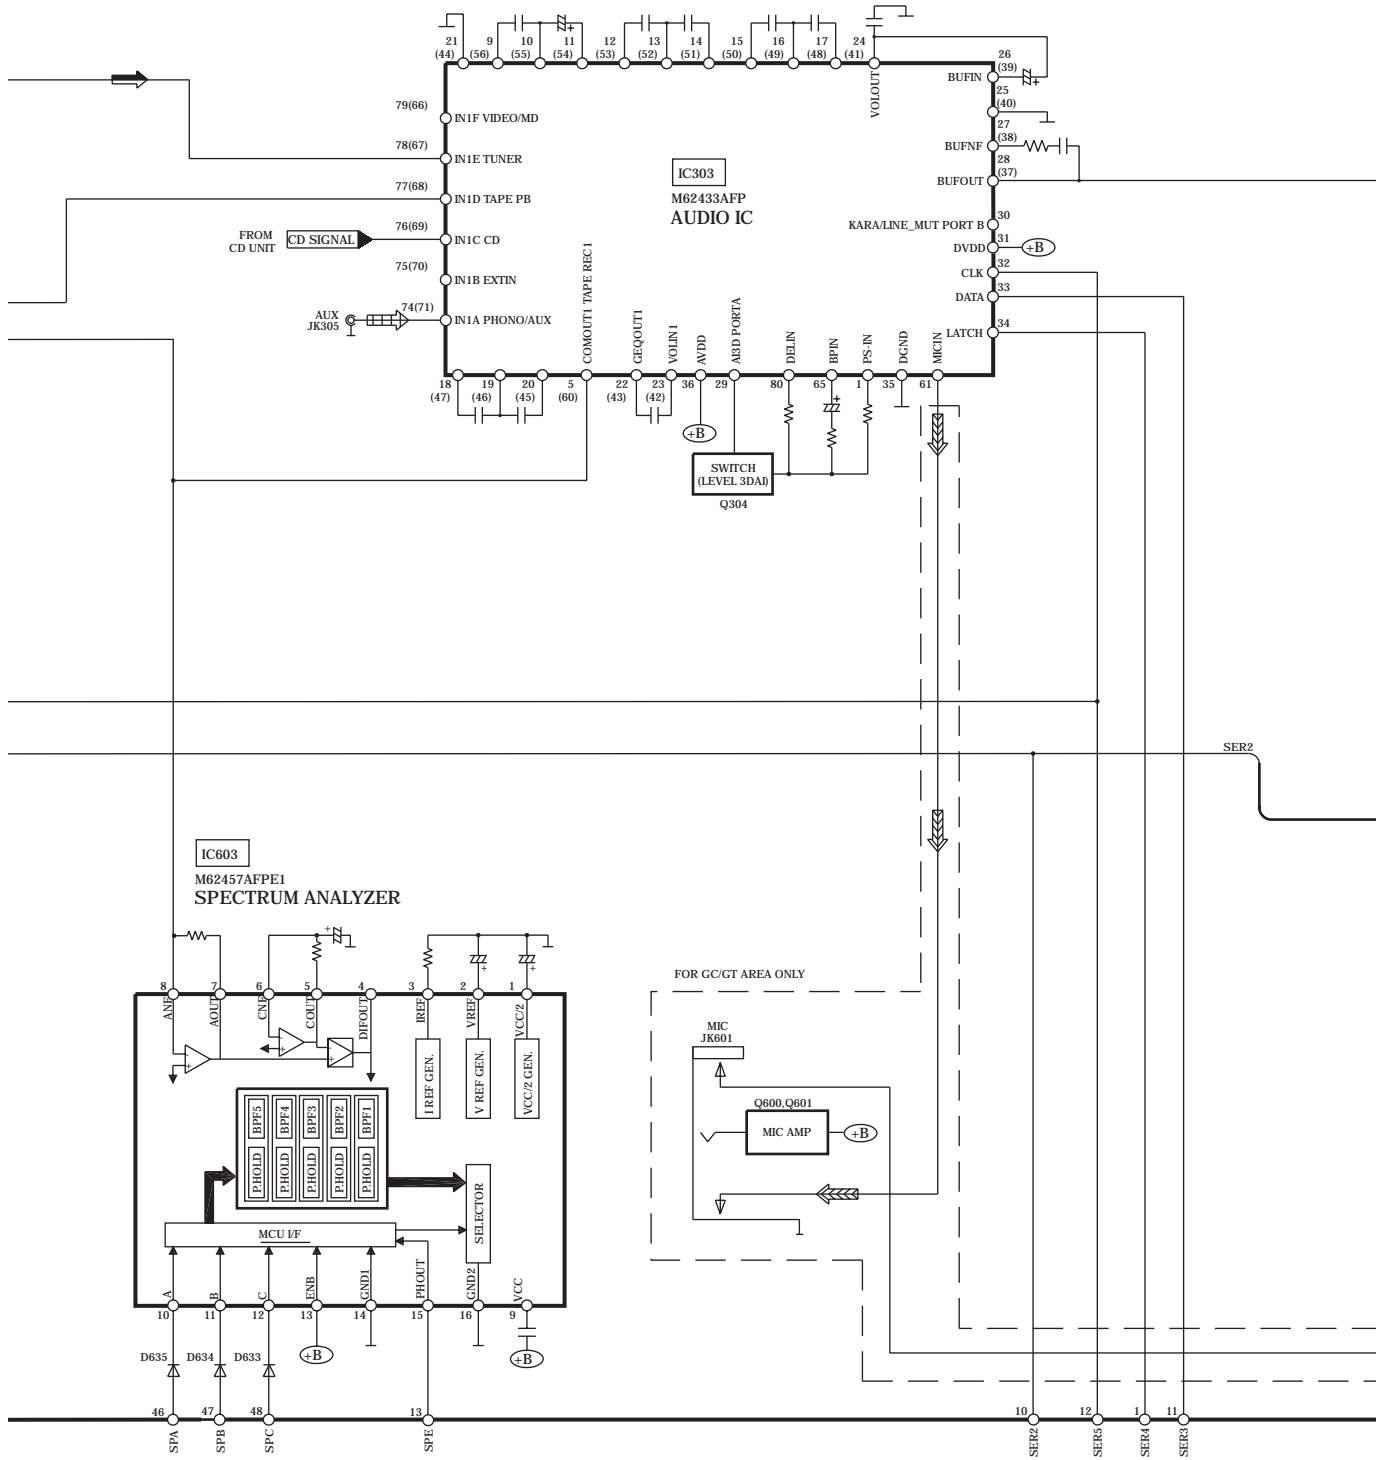 21 9 10 11 12 13 14 15 16 17 24
(44) (56) (55) (54) (53) (52) (51) (50) (49) (48) (41)
26
(39)
VOLOUT
BUFIN
25
(40)
79(66)
IN1F VIDEO/MD
27
(38)
BUFNF
78(67)
IN1E TUNER
28
(37)
BUFOUT
IC303
M62433AFP
AUDIO IC
77(68)
IN1D TAPE PB
KARA/LINE_MUT PORT B
30
FROM
CD UNIT
CD SIGNAL
76(69)
IN1C CD
31
DVDD
+B
75(70)
IN1B EXTIN
32
CLK
33
DATA
AUX
JK305
74(71)
IN1A PHONO/AUX
34
LATCH
COMOUT1 TAPE REC1
GEQOUT1
VOLIN1
AVDD
AI3D PORTA
DELIN
BPIN
PS-IN
DGND
MICIN
18 19 20 5 22 23 36 29 80 65 1 35 61
(47) (46) (45) (60) (43) (42)
+B
SWITCH
(LEVEL 3DAI)
Q304
SER2
IC603
M62457AFPE1
SPECTRUM ANALYZER
8 7 6 5 4 3 2 1
ANE
AOUT
CNE
COUT
DIFOUT
IREF
VREF
VCC/2
I REF GEN.
V REF GEN.
VCC/2 GEN.
BPF5 BPF4 BPF3 BPF2 BPF1
P.HOLD P.HOLD P.HOLD P.HOLD P.HOLD
SELECTOR
MCU I/F
A
B
C
ENB
GND1
PHOUT
GND2
VCC
10 11 12 13 14 15 16 9
+B
+B
D635 D634 D633
FOR GC/GT AREA ONLY
MIC
JK601
Q600,Q601
MIC AMP
+B
46 47 48 13 10 12 1 11
SPA SPB SPC SPE SER2 SER5 SER4 SER3